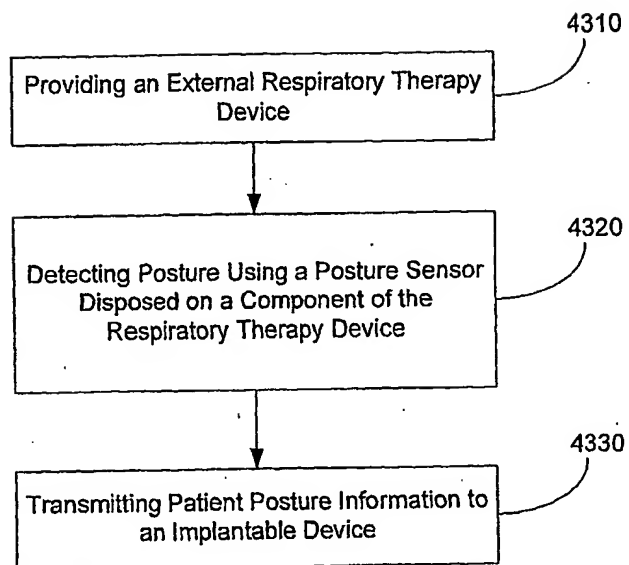 4310
Providing an External Respiratory Therapy
Device
4320
Detecting Posture Using a Posture Sensor
Disposed on a Component of the
Respiratory Therapy Device
4330
Transmitting Patient Posture Information to
an Implantable Device